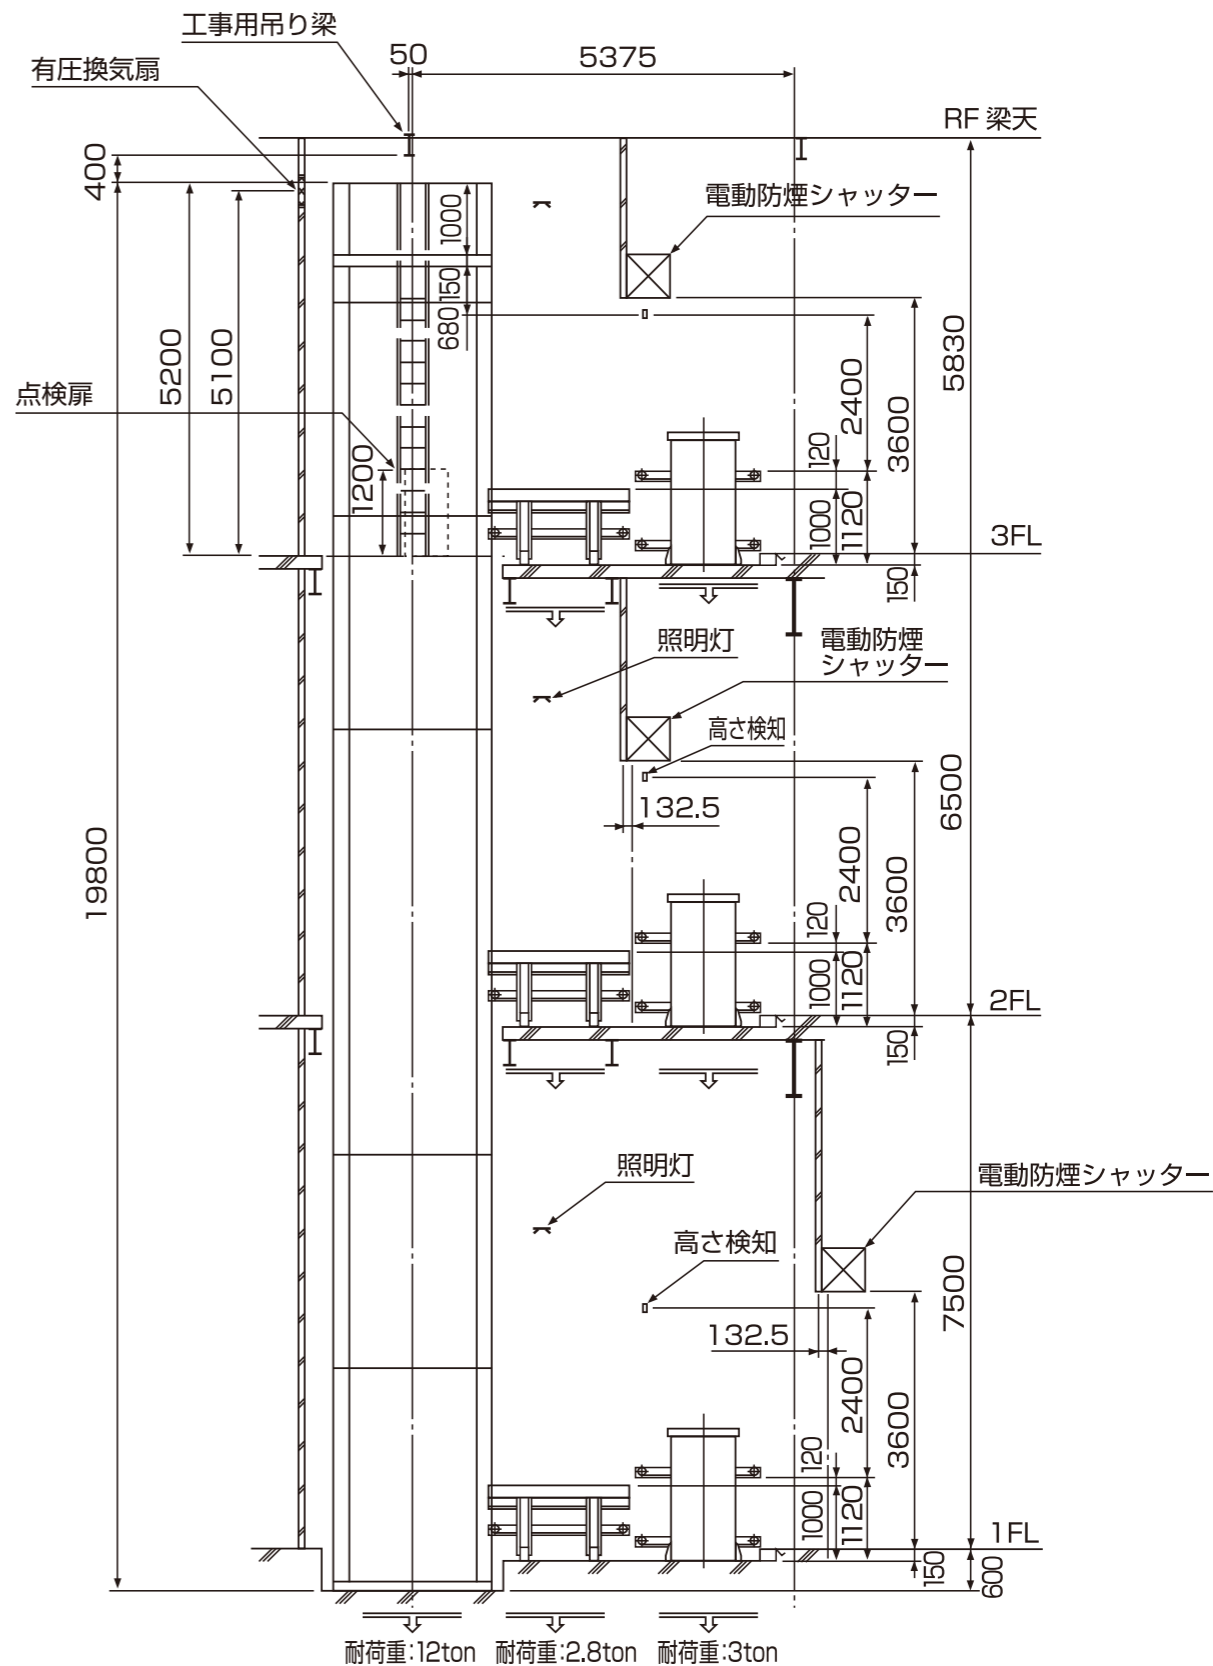 工事用吊り梁
50
5375
有圧換気扇
RF 梁天
400
電動防煙シャッター
1000
150
680
5200
5100
5830
2400
3600
点検扉
1200
120
1000
1120
3FL
150
照明灯
電動防煙
シャッター
高さ検知
132.5
6500
19800
2400
3600
120
1000
1120
2FL
150
照明灯
電動防煙シャッター
高さ検知
7500
132.5
2400
3600
120
1000
1120
1FL
150
600
耐荷重:12ton
耐荷重:2.8ton
耐荷重:3ton